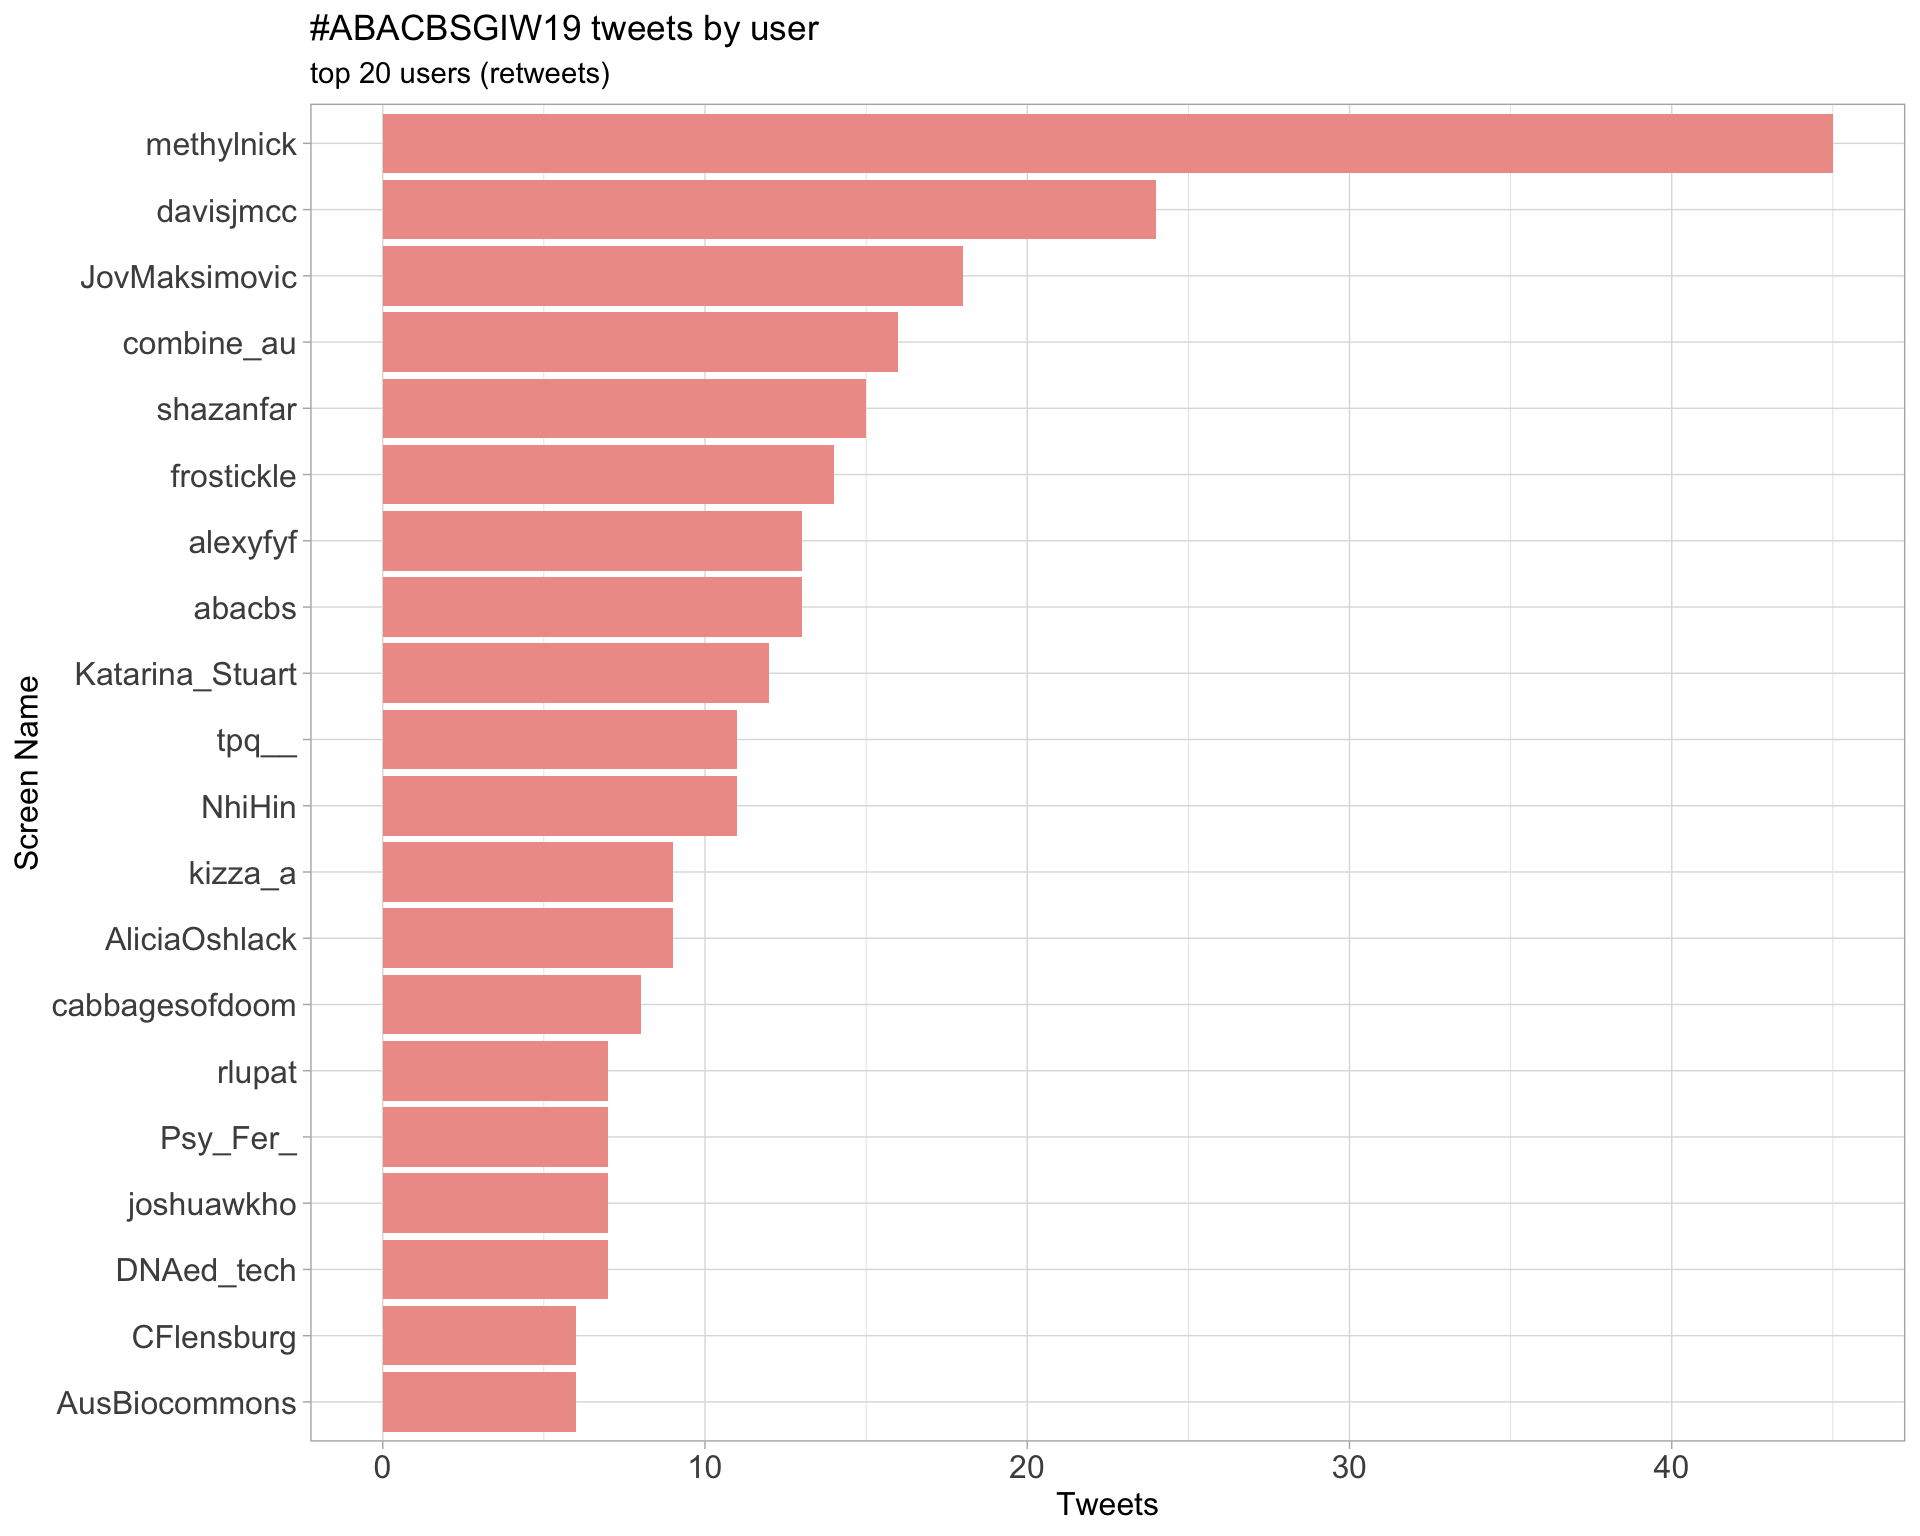 #ABACBSGIW19 tweets by user
top 20 users (retweets)
Screen Name
methylnick
davisjmcc
JovMaksimovic
combine_au
shazanfar
frostickle
alexyfyf
abacbs
Katarina_Stuart
tpq__
NhiHin
kizza_a
AliciaOshlack
cabbagesofdoom
rlupat
Psy_Fer_
joshuawkho
DNAed_tech
CFlensburg
AusBiocommons
0 10 20 30 40
Tweets